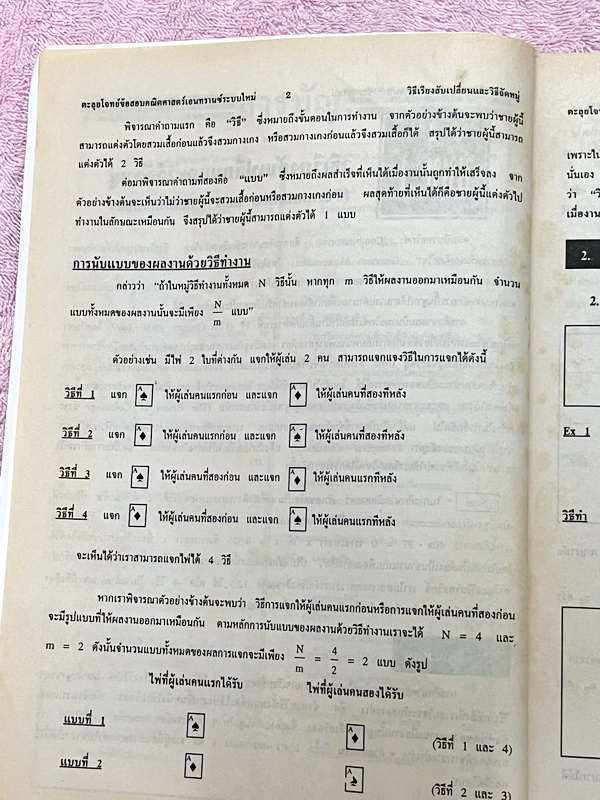 ตะลุยโจทย์ข้อสอบคณิตศาสตร์เอนทรานซ์ระบบใหม่ 2 วิธีเรียงสับเปลี่ยนและวิธีจัดหมู่
พิจารณาคำถามแรก คือ “วิธี” ซึ่งหมายถึงขั้นตอนในการทำงาน จากตัวอย่างข้างต้นจะพบว่าชายผู้นี้
สามารถแต่งตัวโดยสวมเสื้อก่อนแล้วจึงสวมกางเกง หรือสวมกางเกงก่อนแล้วจึงสวมเสื้อก็ได้ สรุปได้ว่าชายผู้นี้สามารถ
แต่งตัวได้ 2 วิธี
ต่อมาพิจารณาคำถามที่สองคือ “แบบ” ซึ่งหมายถึงผลสำเร็จที่เห็นได้เมื่องานนั้นถูกทำให้เสร็จลง จาก
ตัวอย่างข้างต้นจะเห็นว่าไม่ว่าชายผู้นี้จะสวมเสื้อก่อนหรือสวมกางเกงก่อน ผลสุดท้ายที่เห็นได้ก็คือชายผู้นี้แต่งตัวไป
ทำงานในลักษณะเหมือนกัน จึงสรุปได้ว่าชายผู้นี้สามารถแต่งตัวได้ 1 แบบ
การนับแบบของผลงานด้วยวิธีทำงาน
กล่าวว่า “ถ้าในหมู่วิธีทำงานทั้งหมด N วิธีนั้น หากทุก m วิธีให้ผลงานออกมาเหมือนกัน จำนวน
แบบทั้งหมดของผลงานนั้นจะมีเพียง N/m แบบ”
ตัวอย่างเช่น มีไพ่ 2 ใบที่ต่างกัน แจกให้ผู้เล่น 2 คน สามารถแจกแจงวิธีในการแจกได้ดังนี้
วิธีที่ 1 แจก A♠ ให้ผู้เล่นคนแรกก่อน และแจก A♦ ให้ผู้เล่นคนที่สองทีหลัง
วิธีที่ 2 แจก A♦ ให้ผู้เล่นคนแรกก่อน และแจก A♠ ให้ผู้เล่นคนที่สองทีหลัง
วิธีที่ 3 แจก A♠ ให้ผู้เล่นคนที่สองก่อน และแจก A♦ ให้ผู้เล่นคนแรกทีหลัง
วิธีที่ 4 แจก A♦ ให้ผู้เล่นคนที่สองก่อน และแจก A♠ ให้ผู้เล่นคนแรกทีหลัง
จะเห็นได้ว่าเราสามารถแจกไพ่ได้ 4 วิธี
หากเราพิจารณาตัวอย่างข้างต้นจะพบว่า วิธีการแจกให้ผู้เล่นคนแรกก่อนหรือการแจกให้ผู้เล่นคนที่สองก่อน
จะมีรูปแบบที่ให้ผลงานออกมาเหมือนกัน ตามหลักการนับแบบของผลงานด้วยวิธีทำงานเราจะได้ N = 4 และ
m = 2 ดังนั้นจำนวนแบบทั้งหมดของผลการแจกจะมีเพียง N/m = 4/2 = 2 แบบ ดังรูป
ไพ่ที่ผู้เล่นคนแรกได้รับ ไพ่ที่ผู้เล่นคนสองได้รับ
แบบที่ 1 A♠ A♦ (วิธีที่ 1 และ 4)
แบบที่ 2 A♦ A♠ (วิธีที่ 2 และ 3)
ตะลุยโจ
เพราะใน
นั่นเอง
ว่า “วิ
เมื่องาน
2.
2.
Ex 1
วิธีทำ